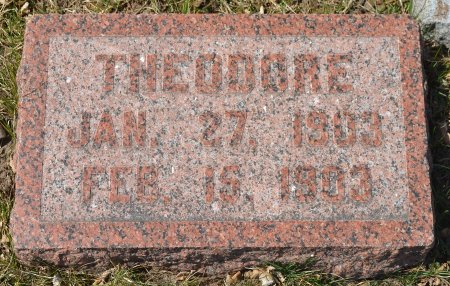 THEODORE
JAN. 27, 1903
FEB. 15 1903